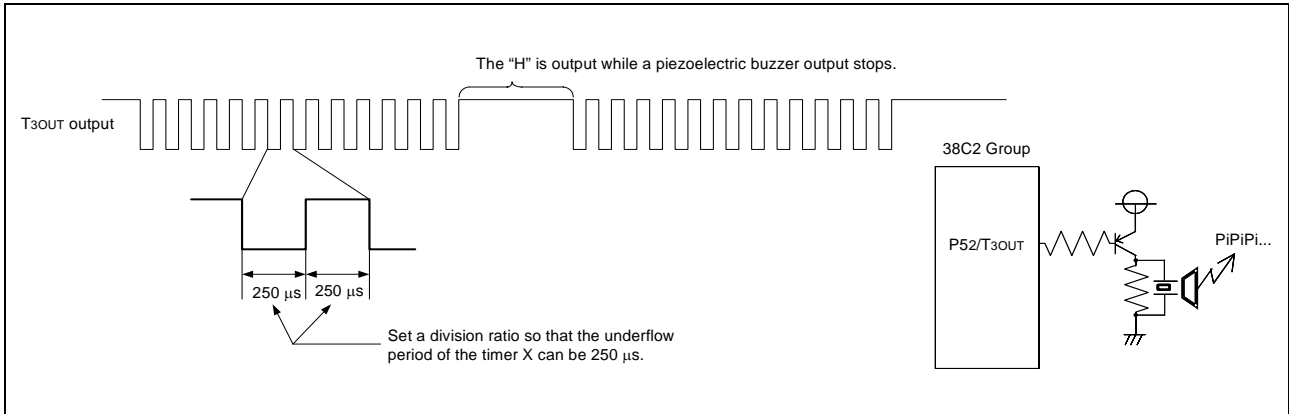 The “H” is output while a piezoelectric buzzer output stops.
T3OUT output
250 μs 250 μs
Set a division ratio so that the underflow
period of the timer X can be 250 μs.
38C2 Group
P52/T3OUT
PiPiPi...